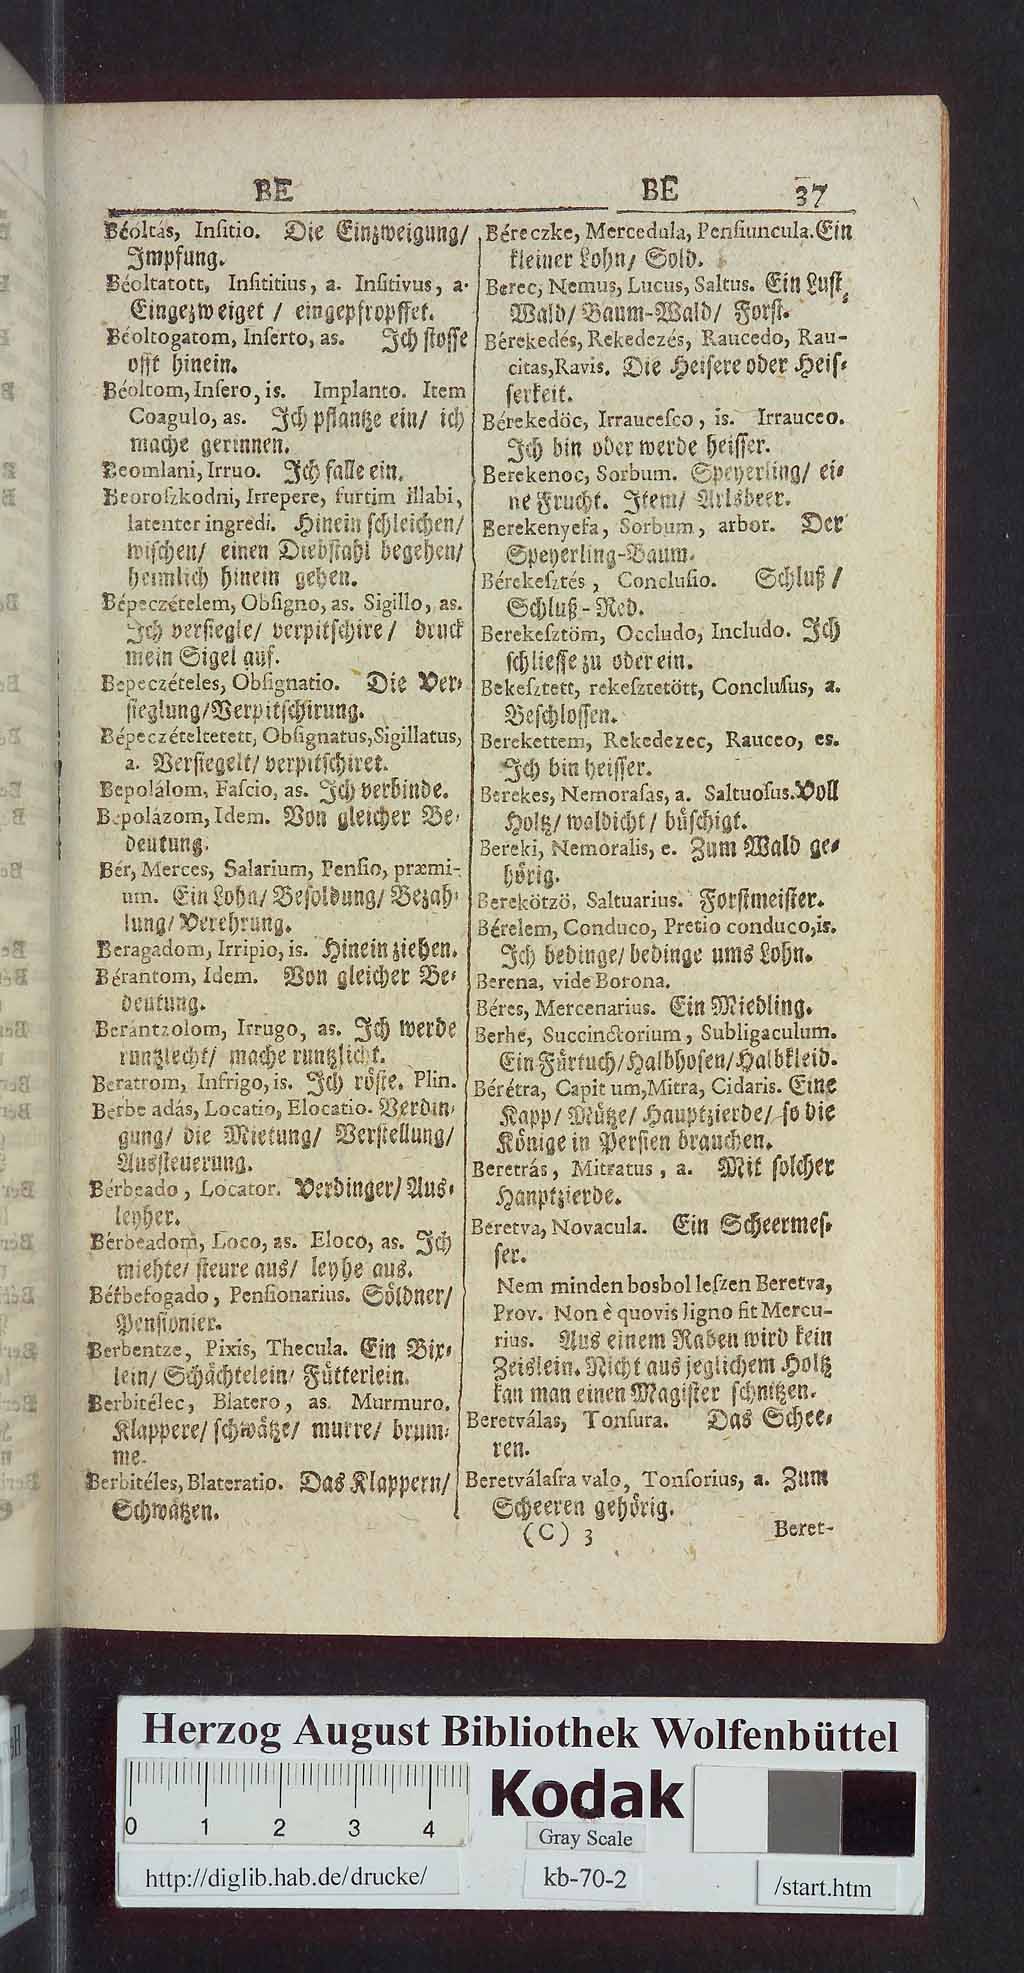 BE
Béoltás, Inſitio. Die Einzweigung/
Impfung.
Béoltatott, Inſititius, a. Inſitivus, a.
Eingezweiget / eingepfropffet.
Béoltogatom, Inſerto, as. Ich ſtoſſe
offt hinein.
Béoltom, Inſero, is. Implanto. Item
Coagulo, as. Ich pflantze ein/ ich
mache gerinnen.
Beomlani, Irruo. Ich falle ein.
Beoroſzkodni, Irrepere, furtim illabi,
latenter ingredi. Hinein ſchleichen/
wiſchen/ einen Diebſtahl begehen/
heimlich hinein gehen.
Bépeczételem, Obſigno, as. Sigillo, as.
Ich verſiegle/ verpitſchire/ druck
mein Sigel auf.
Bepeczételes, Obſignatio. Die Ver-
ſieglung/Verpitſchirung.
Bépeczételtetett, Obſignatus,Sigillatus,
a. Verſiegelt/ verpitſchiret.
Bepolálom, Faſcio, as. Ich verbinde.
Bepolázom, Idem. Von gleicher Be-
deutung.
Bér, Merces, Salarium, Penſio, præmi-
um. Ein Lohn/ Beſoldung/ Bezah-
lung/ Verehrung.
Beragadom, Irripio, is. Hinein ziehen.
Bérantom, Idem. Von gleicher Be-
deutung.
Berántzolom, Irrugo, as. Ich werde
runtzlecht/ mache runtzlicht.
Beratrom, Infrigo, is. Ich röſte. Plin.
Berbe adás, Locatio, Elocatio. Verdin-
gung/ die Mietung/ Verſtellung/
Ausſteuerung.
Bérbeado, Locator. Verdinger/ Aus-
leyher.
Bérbeadom, Loco, as. Eloco, as. Ich
miehte/ ſteure aus/ leyhe aus.
Bérbefogado, Penſionarius. Söldner/
Penſionier.
Berbentze, Pixis, Thecula. Ein Bix-
lein/ Schächtelein/ Fütterlein.
Berbitélec, Blatero, as. Murmuro.
Klappere/ ſchwätze/ murre/ brum-
me.
Berbitéles, Blateratio. Das Klappern/
Schwätzen.
BE 37
Béreczke, Mercedula, Penſiuncula. Ein
kleiner Lohn/ Sold.
Berec, Nemus, Lucus, Saltus. Ein Luſt-
Wald/ Baum-Wald/ Forſt.
Bérekedés, Rekedezés, Raucedo, Rau-
citas, Ravis. Die Heiſere oder Heiſ-
ſerkeit.
Bérekedöc, Irrauceſco, is. Irrauceo.
Ich bin oder werde heiſſer.
Berekenoc, Sorbum. Speyerling/ ei-
ne Frucht. Item/ Arlsbeer.
Berekenyefa, Sorbum, arbor. Der
Speyerling-Baum.
Bérekeſztés, Concluſio. Schluß /
Schluß-Red.
Berekeſztöm, Occludo, Includo. Ich
ſchlieſſe zu oder ein.
Bekeſztett, rekeſztetött, Concluſus, a.
Beſchloſſen.
Berekettem, Rekedezec, Rauceo, es.
Ich bin heiſſer.
Berekes, Nemoraſas, a. Saltuoſus. Voll
Holtz/ waldicht/ büſchigt.
Bereki, Nemoralis, e. Zum Wald ge-
hörig.
Berekötzö, Saltuarius. Forſtmeiſter.
Bérelem, Conduco, Pretio conduco, is.
Ich bedinge/ bedinge ums Lohn.
Berena, vide Borona.
Béres, Mercenarius. Ein Miedling.
Berhe, Succinctorium, Subligaculum.
Ein Fürtuch/Halbhoſen/Halbkleid.
Bérétra, Capit um, Mitra, Cidaris. Eine
Kapp/ Mütze/ Hauptzierde/ ſo die
Könige in Perſien brauchen.
Beretrás, Mitratus, a. Mit ſolcher
Hanptzierde.
Beretva, Novacula. Ein Scheermeſ-
ſer.
Nem minden bosbol leſzen Beretva,
Prov. Non è quovis ligno fit Mercu-
rius. Aus einem Raben wird kein
Zeislein. Nicht aus jeglichem Holtz
kan man einen Magiſter ſchnitzen.
Beretválas, Tonſura. Das Schee-
ren.
Beretválaſra valo, Tonſorius, a. Zum
Scheeren gehörig.
(C) 3 Beret-
Herzog August Bibliothek Wolfenbüttel
0 1 2 3 4
Kodak
Gray Scale
http://diglib.hab.de/drucke/
kb-70-2
/start.htm